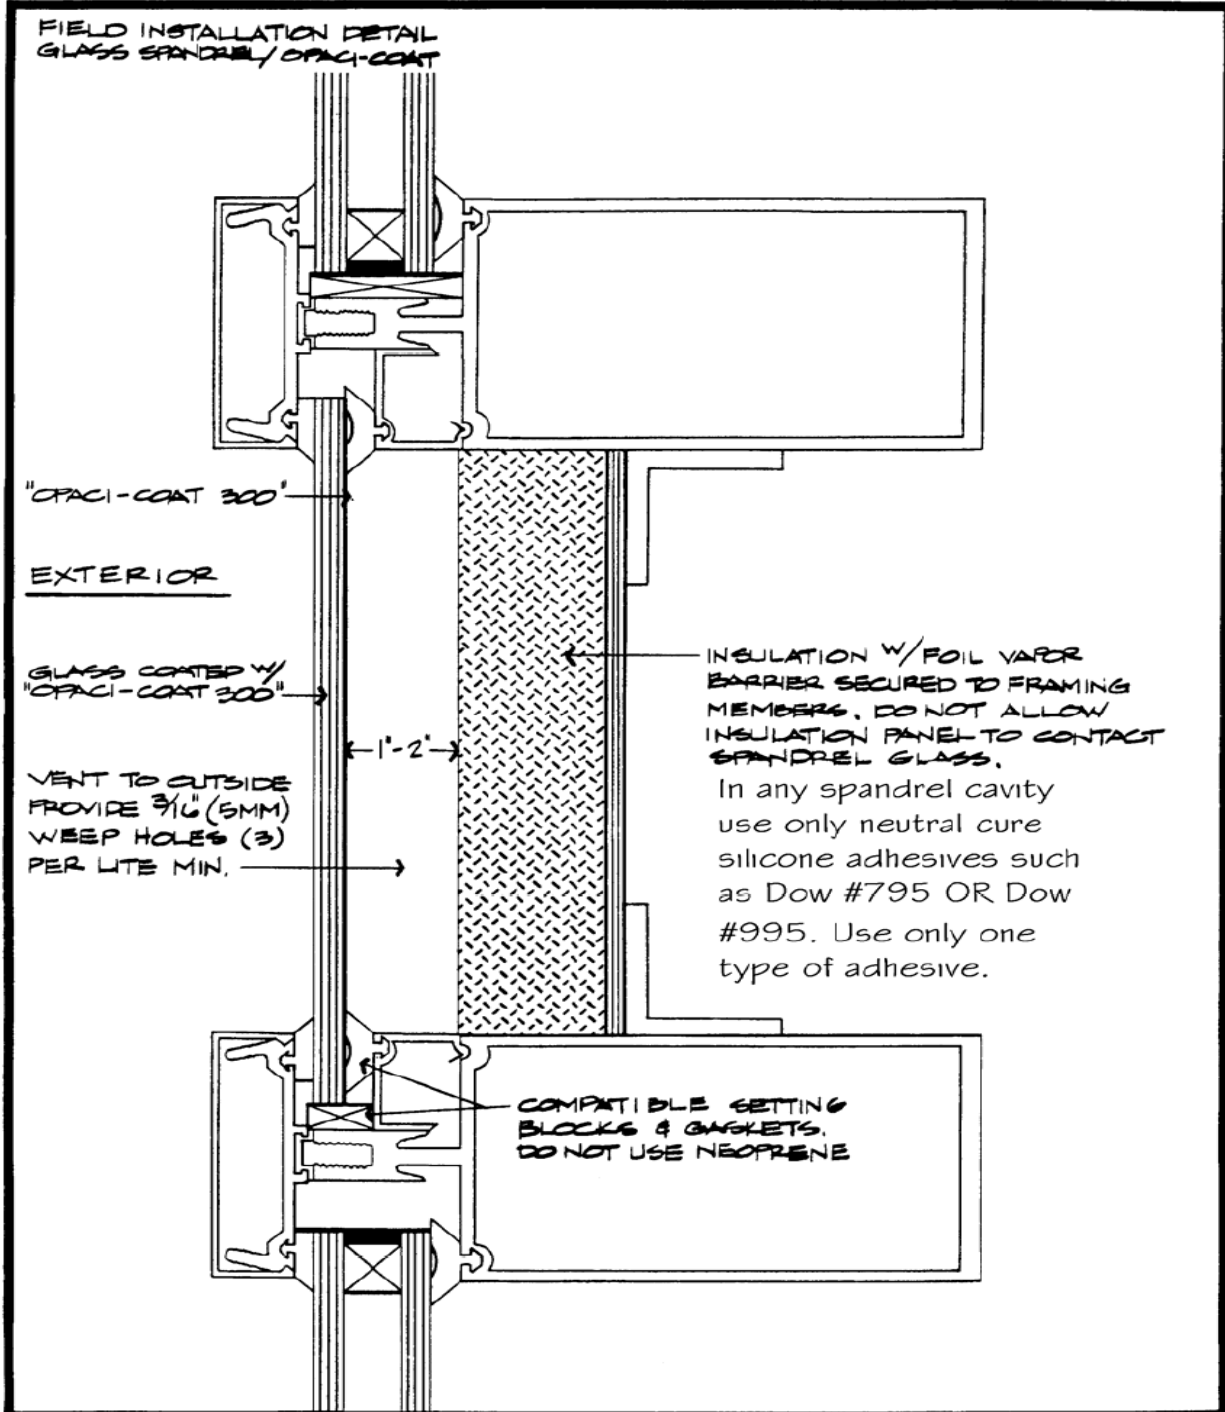 FIELD INSTALLATION DETAIL
GLASS SPANDREL/OPACI-COAT
"OPACI-COAT 300"
EXTERIOR
GLASS COATED W/
"OPACI-COAT 300"
1"-2"
VENT TO OUTSIDE
PROVIDE 3/16" (5MM)
WEEP HOLES (3)
PER LITE MIN.
INSULATION W/FOIL VAPOR
BARRIER SECURED TO FRAMING
MEMBERS. DO NOT ALLOW
INSULATION PANEL TO CONTACT
SPANDREL GLASS.
In any spandrel cavity
use only neutral cure
silicone adhesives such
as Dow #795 OR Dow
#995. Use only one
type of adhesive.
COMPATIBLE SETTING
BLOCKS & GASKETS.
DO NOT USE NEOPRENE